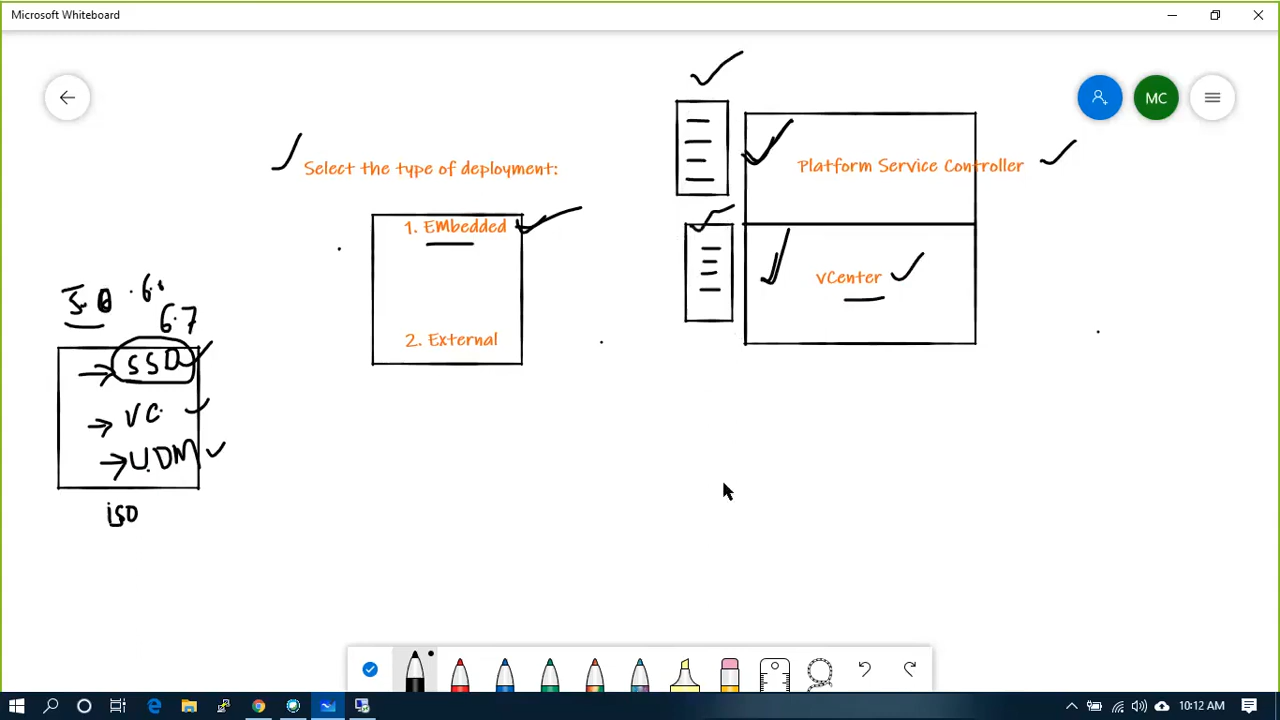 Microsoft Whiteboard
MC
Select the type of deployment:
1. EMbedded
2. External
Platform Service Controller
vCenter
6.7
SSD
VC
U.DM
iso
10:12 AM